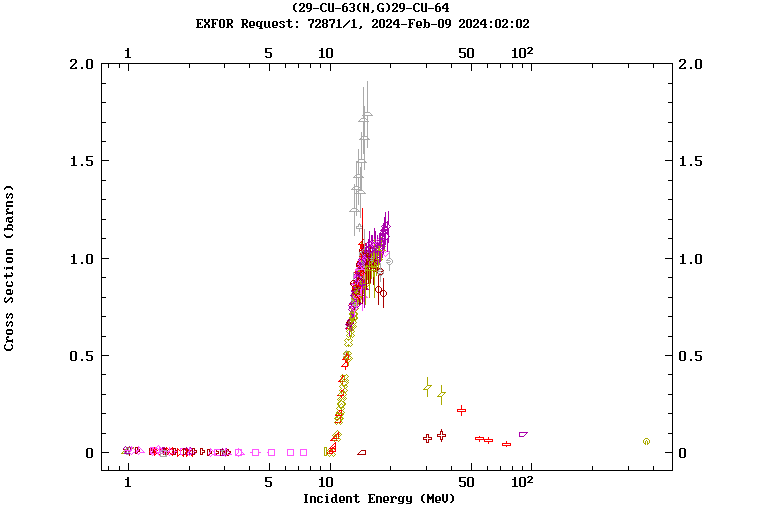 (29-CU-63(N,G)29-CU-64
EXFOR Request: 72871/1, 2024-Feb-09 2024:02:02
1 5 10 50 10²
2.0 2.0
1.5 1.5
Cross Section (barns)
1.0 1.0
0.5 0.5
0 0
1 5 10 50 10²
Incident Energy (MeV)